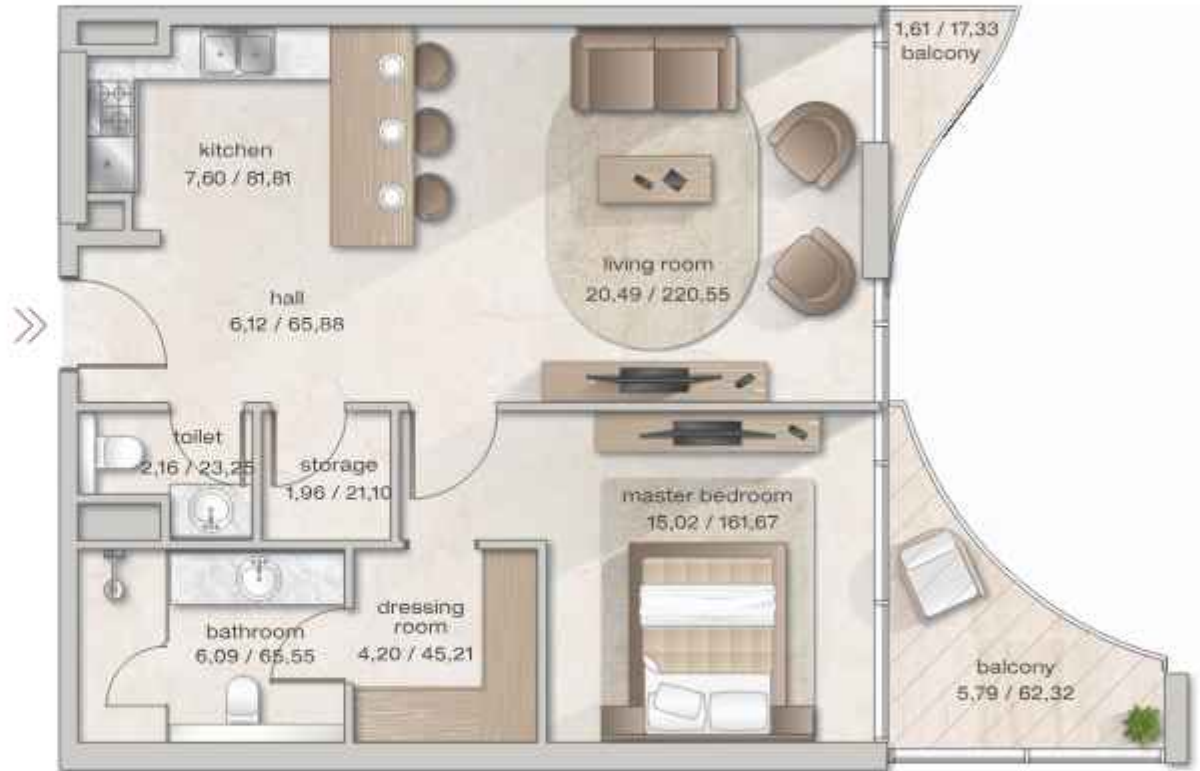 1,61 / 17,33
balcony
kitchen
7,60 / 81,81
living room
20,49 / 220,55
hall
6,12 / 65,88
toilet
2,16 / 23,25
storage
1,96 / 21,10
master bedroom
15,02 / 161,67
dressing
room
4,20 / 45,21
bathroom
6,09 / 65,55
balcony
5,79 / 62,32